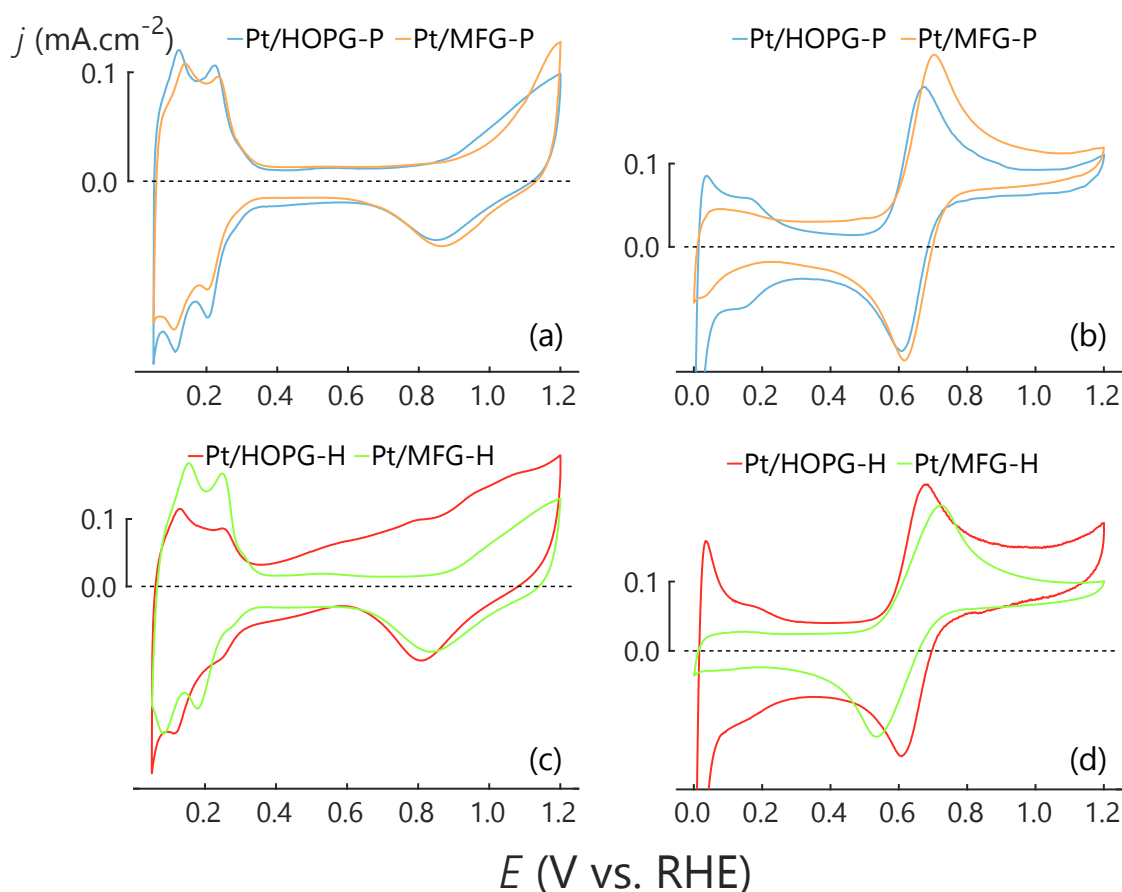 j (mA.cm-2)
Pt/HOPG-P Pt/MFG-P
0.1
0.0
(a)
0.2 0.4 0.6 0.8 1.0 1.2
Pt/HOPG-P Pt/MFG-P
0.1
0.0
(b)
0.0 0.2 0.4 0.6 0.8 1.0 1.2
Pt/HOPG-H Pt/MFG-H
0.1
0.0
(c)
0.2 0.4 0.6 0.8 1.0 1.2
Pt/HOPG-H Pt/MFG-H
0.1
0.0
(d)
0.0 0.2 0.4 0.6 0.8 1.0 1.2
E (V vs. RHE)